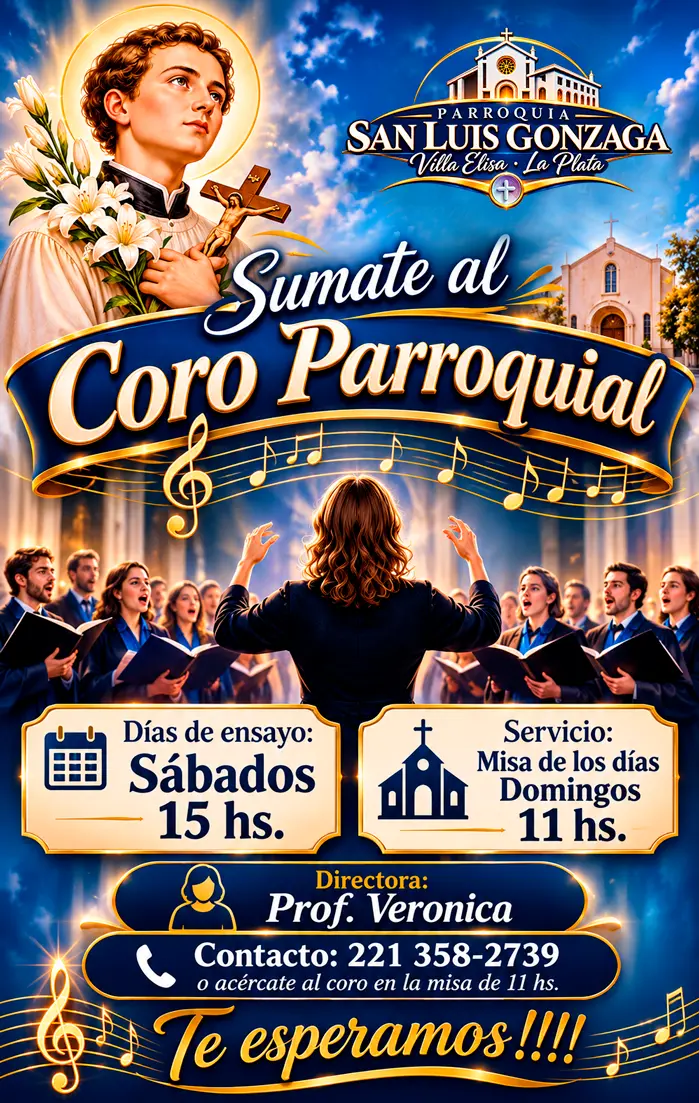 PARROQUIA
SAN LUIS GONZAGA
Villa Elisa · La Plata
Sumate al
Coro Parroquial
Días de ensayo:
Sábados
15 hs.
Servicio:
Misa de los días
Domingos
11 hs.
Directora:
Prof. Veronica
Contacto: 221 358-2739
o acércate al coro en la misa de 11 hs.
Te esperamos!!!!